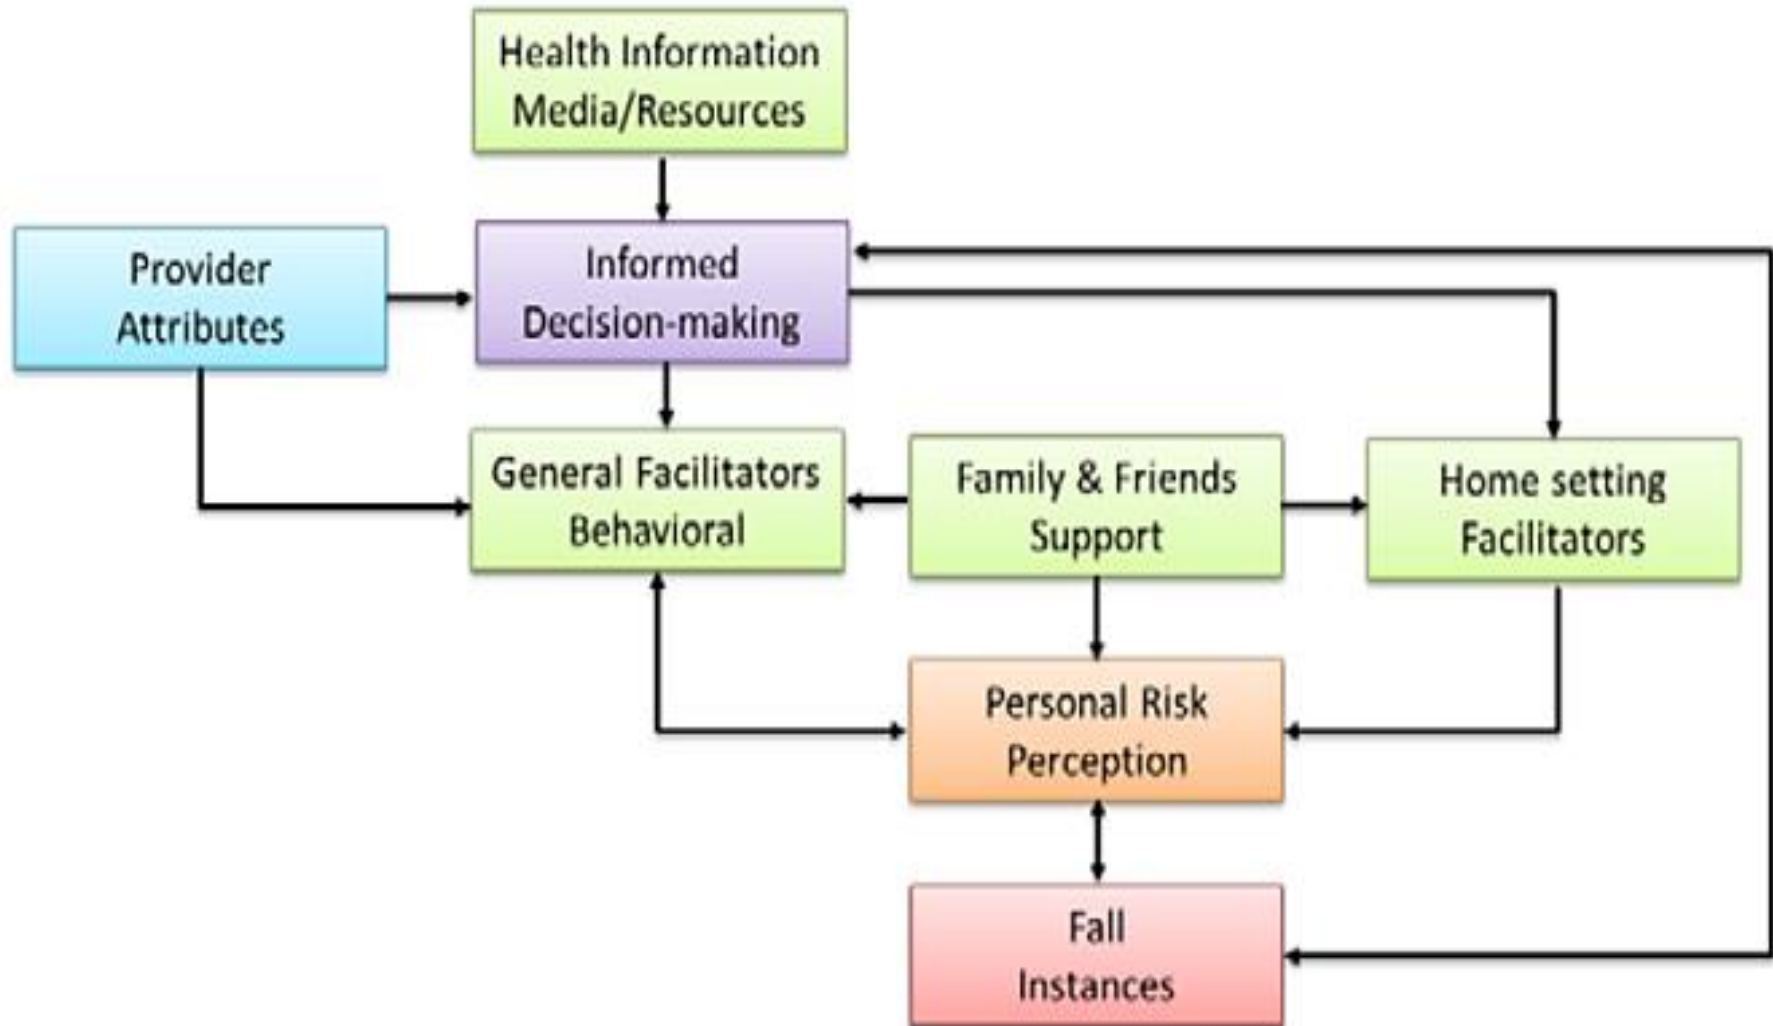 Health Information
Media/Resources
Provider
Attributes
Informed
Decision-making
General Facilitators
Behavioral
Family & Friends
Support
Home setting
Facilitators
Personal Risk
Perception
Fall
Instances